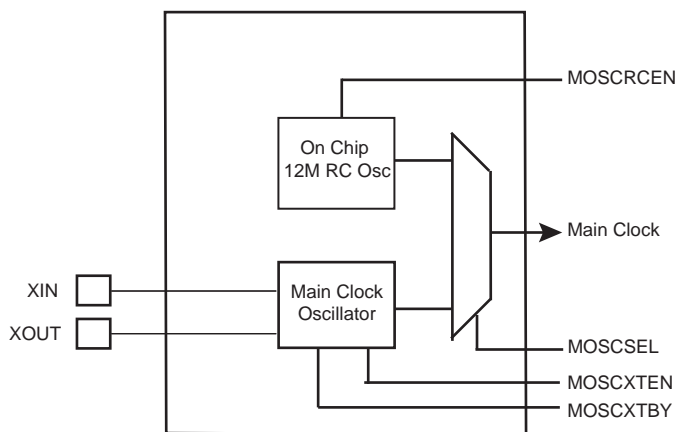 MOSCRCEN
On Chip
12M RC Osc
Main Clock
XIN
Main Clock
Oscillator
XOUT
MOSCSEL
MOSCXTEN
MOSCXTBY